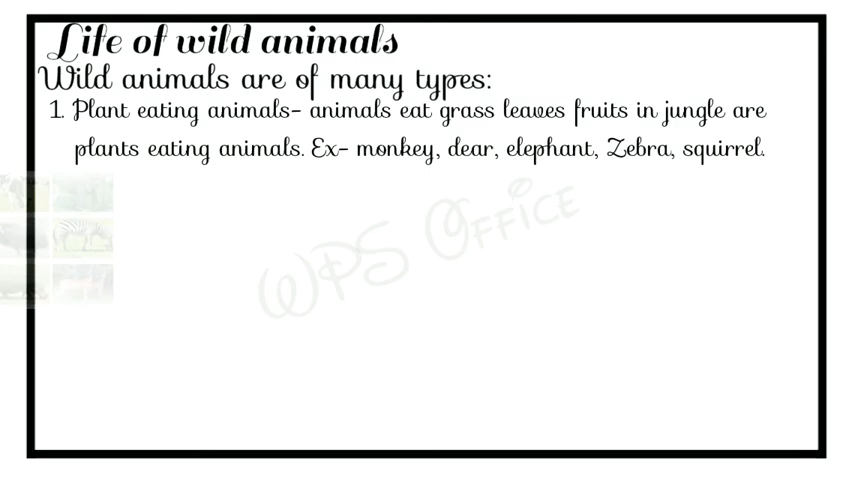 Life of wild animals
Wild animals are of many types:
1. Plant eating animals- animals eat grass leaves fruits in jungle are
plants eating animals. Ex- monkey, dear, elephant, Zebra, squirrel.
WPS Office